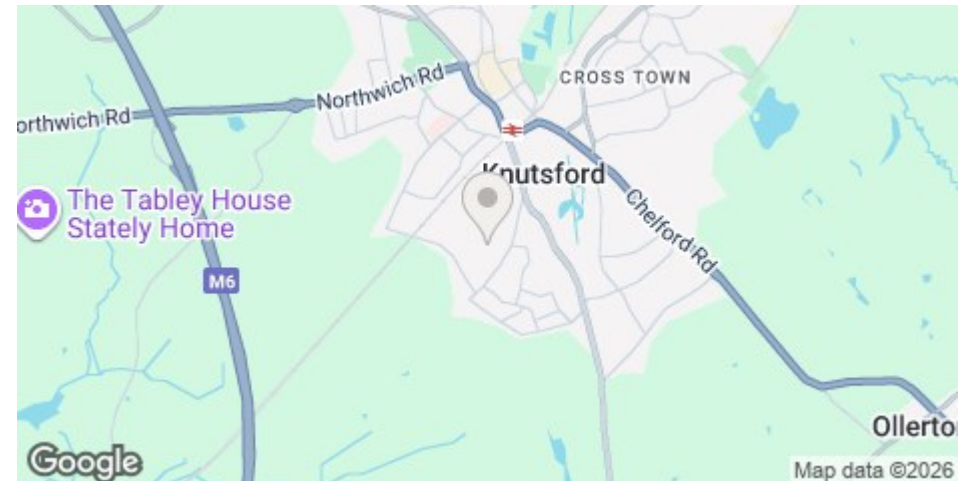 CROSS TOWN
Northwich Rd
orthwich Rd
Knutsford
The Tabley House
Stately Home
Chelford Rd
M6
Ollerto
Google
Map data ©2026